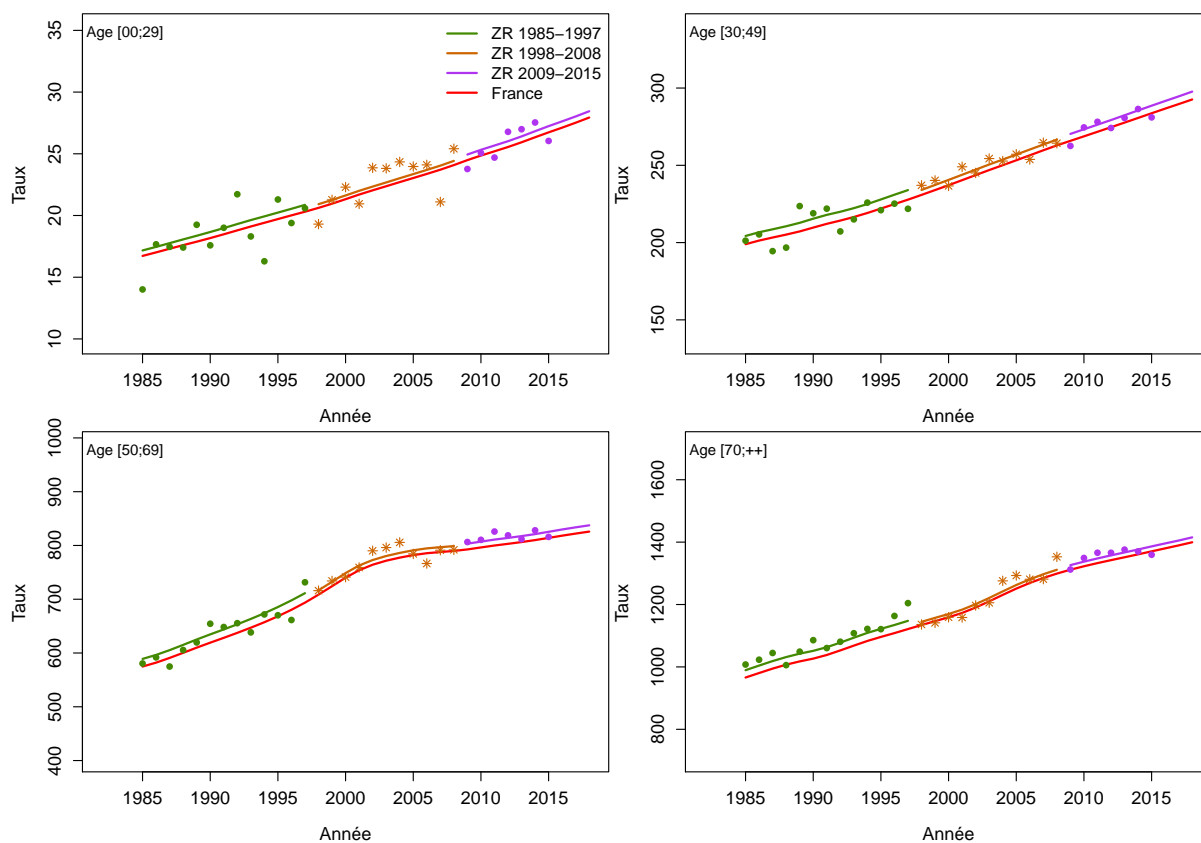 Age [00;29]
ZR 1985−1997
ZR 1998−2008
ZR 2009−2015
France
Taux
35
30
25
20
15
10
1985 1990 1995 2000 2005 2010 2015
Année
Age [30;49]
Taux
300
250
200
150
1985 1990 1995 2000 2005 2010 2015
Année
Age [50;69]
Taux
1000
900
800
700
600
500
400
1985 1990 1995 2000 2005 2010 2015
Année
Age [70;++]
Taux
1600
1400
1200
1000
800
1985 1990 1995 2000 2005 2010 2015
Année